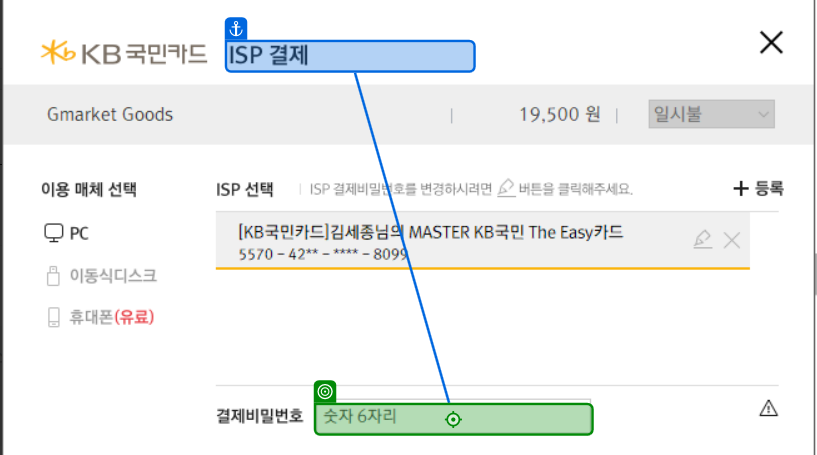 KB국민카드 ISP 결제
Gmarket Goods 19,500 원 일시불
이용 매체 선택
PC
이동식디스크
휴대폰(유료)
ISP 선택 ISP 결제비밀번호를 변경하시려면 버튼을 클릭해주세요. + 등록
[KB국민카드]김세종님의 MASTER KB국민 The Easy카드
5570 - 42** - **** - 8099
결제비밀번호 숫자 6자리